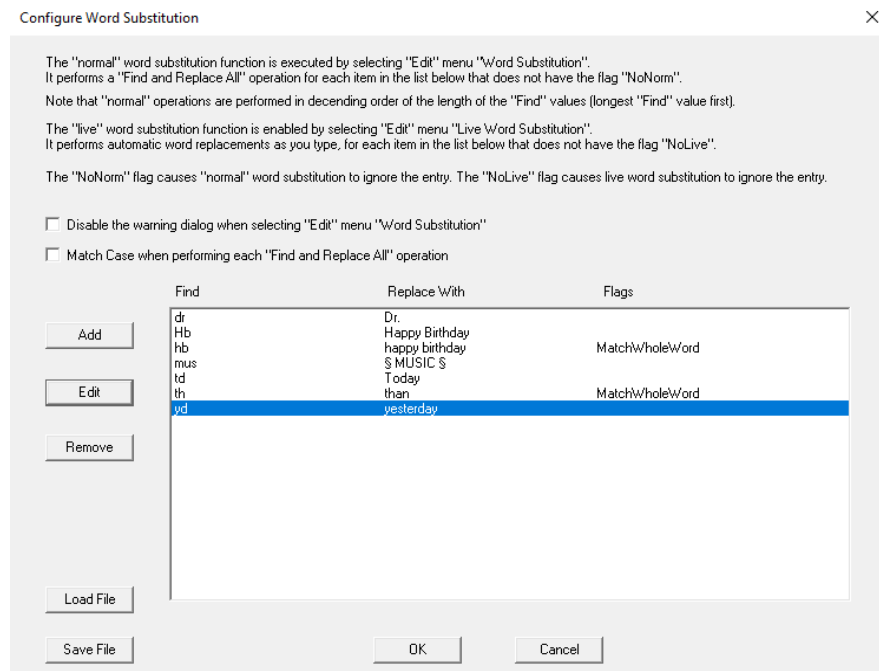 Configure Word Substitution
The "normal" word substitution function is executed by selecting "Edit" menu "Word Substitution".
It performs a "Find and Replace All" operation for each item in the list below that does not have the flag "NoNorm".
Note that "normal" operations are performed in decending order of the length of the "Find" values (longest "Find" value first).
The "live" word substitution function is enabled by selecting "Edit" menu "Live Word Substitution".
It performs automatic word replacements as you type, for each item in the list below that does not have the flag "NoLive".
The "NoNorm" flag causes "normal" word substitution to ignore the entry. The "NoLive" flag causes live word substitution to ignore the entry.
Disable the warning dialog when selecting "Edit" menu "Word Substitution"
Match Case when performing each "Find and Replace All" operation
Find Replace With Flags
dr Dr.
Hb Happy Birthday
hb happy birthday MatchWholeWord
mus § MUSIC §
td Today
th than MatchWholeWord
yd yesterday
Add
Edit
Remove
Load File
Save File OK Cancel